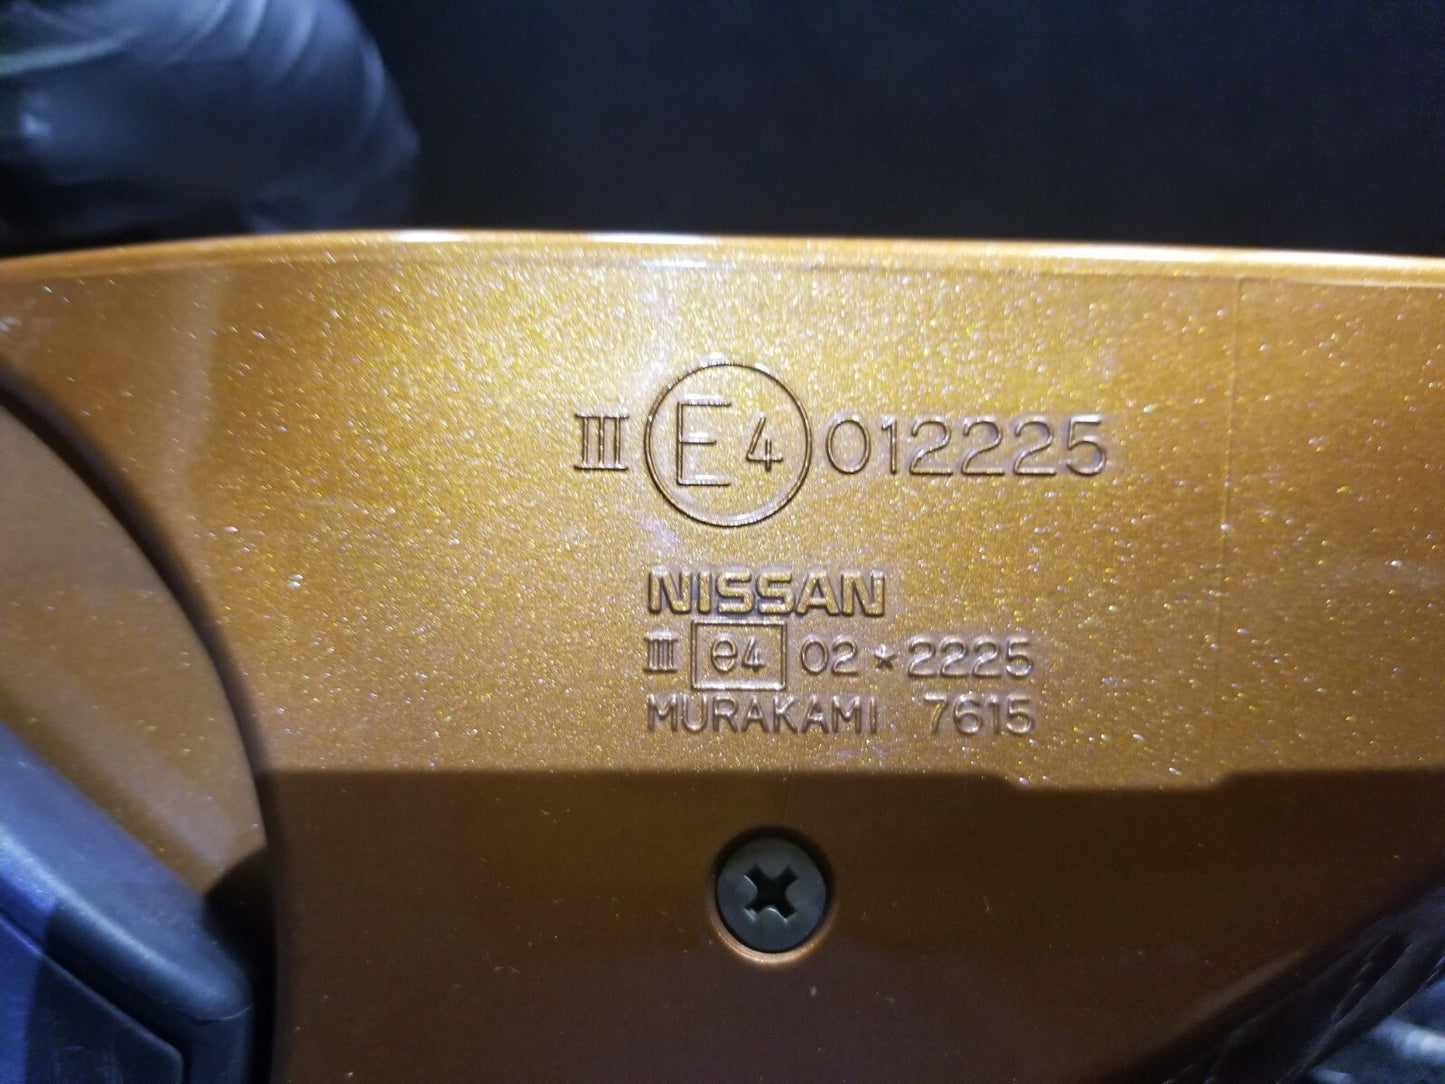 III E4 012225
NISSAN
III e4 02*2225
MURAKAMI 7615